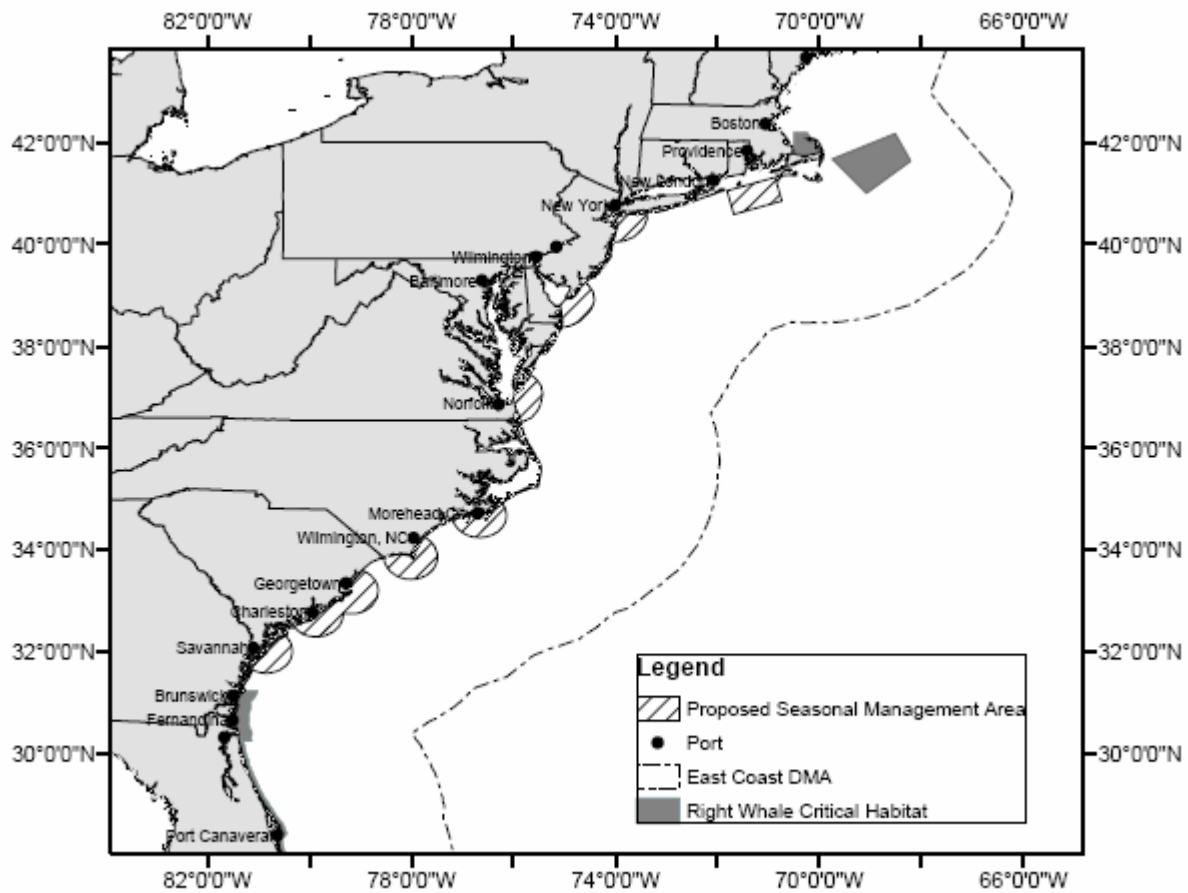 82°0'0"W 78°0'0"W 74°0'0"W 70°0'0"W 66°0'0"W
Boston
42°0'0"N 42°0'0"N
Providence
New London
New York
40°0'0"N 40°0'0"N
Wilmington
Baltimore
38°0'0"N 38°0'0"N
Norfolk
36°0'0"N 36°0'0"N
Morehead City
Wilmington, NC
34°0'0"N 34°0'0"N
Georgetown
Charleston
32°0'0"N 32°0'0"N
Savannah
Legend
Brunswick
Proposed Seasonal Management Area
Fernandina
Port
30°0'0"N 30°0'0"N
East Coast DMA
Right Whale Critical Habitat
Port Canaveral
82°0'0"W 78°0'0"W 74°0'0"W 70°0'0"W 66°0'0"W